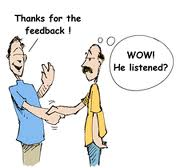 Thanks for the
feedback !
WOW!
He listened?